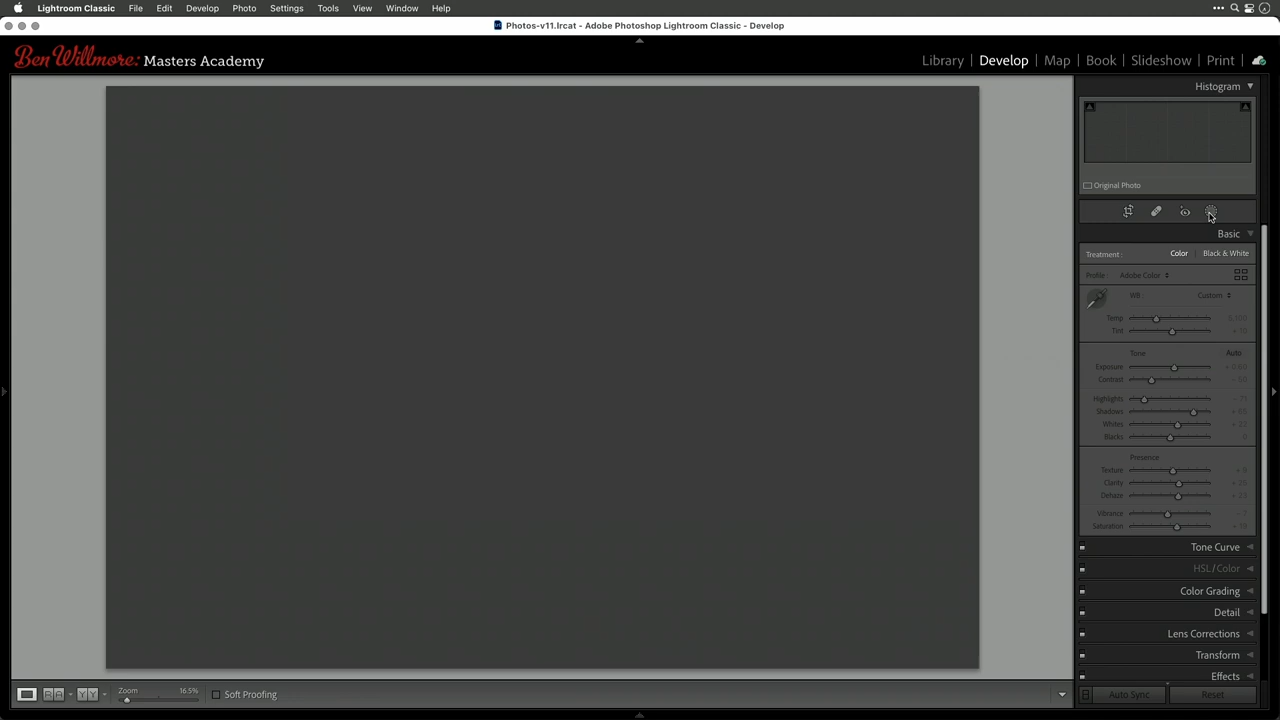 Lightroom Classic File Edit Develop Photo Settings Tools View Window Help
Photos-v11.lrcat - Adobe Photoshop Lightroom Classic - Develop
Ben Willmore: Masters Academy
Library | Develop | Map | Book | Slideshow | Print
Histogram
Original Photo
Basic
Treatment : Color | Black & White
Profile : Adobe Color
WB : Custom
Temp
Tint + 10
Tone Auto
Exposure
Contrast
Highlights - 71
Shadows
Whites
Blacks 0
Presence
Texture
Clarity
Dehaze
Vibrance - 7
Saturation
Tone Curve
HSL / Color
Color Grading
Detail
Lens Corrections
Transform
Effects
Zoom 16.5% Soft Proofing
Auto Sync Reset